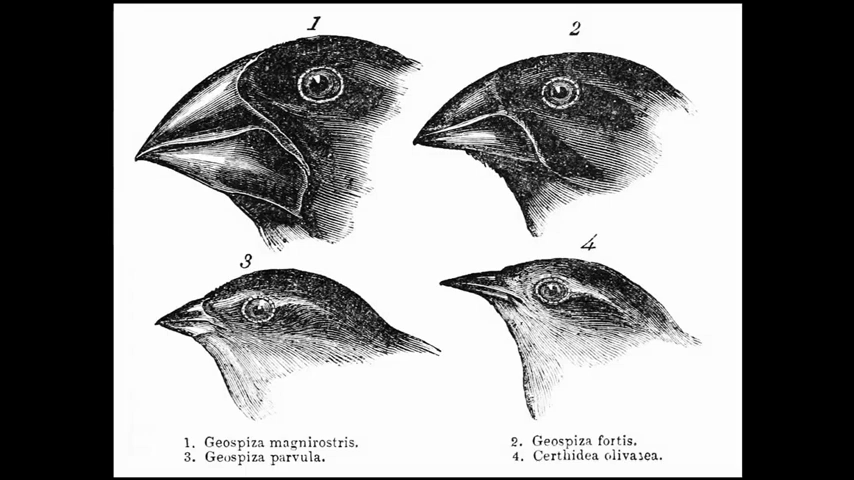 1
2
3
4
1. Geospiza magnirostris.
2. Geospiza fortis.
3. Geospiza parvula.
4. Certhidea olivasea.